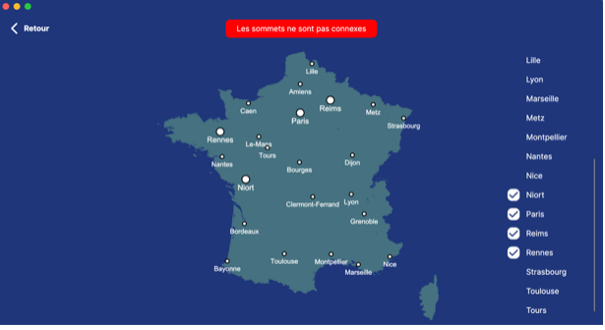 Retour
Les sommets ne sont pas connexes
Lille
Amiens
Caen
Reims
Metz
Paris
Strasbourg
Rennes
Le-Mans
Tours
Nantes
Bourges
Dijon
Niort
Clermont-Ferrand
Lyon
Grenoble
Bordeaux
Bayonne
Toulouse
Montpellier
Marseille
Nice
Lille
Lyon
Marseille
Metz
Montpellier
Nantes
Nice
Niort
Paris
Reims
Rennes
Strasbourg
Toulouse
Tours